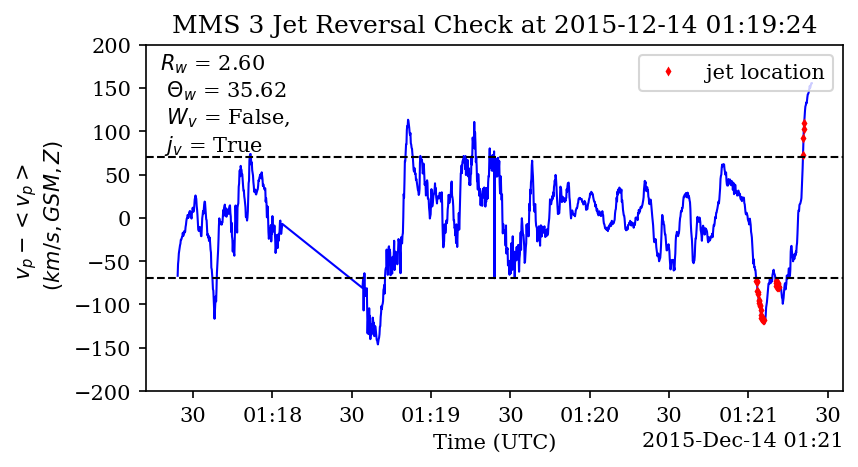 MMS 3 Jet Reversal Check at 2015-12-14 01:19:24
200
150
100
50
0
−50
−100
−150
−200
v_p − < v_p >
(km/s, GSM, Z)
R_w = 2.60
Θ_w = 35.62
W_v = False,
j_v = True
jet location
30 01:18 30 01:19 30 01:20 30 01:21 30
Time (UTC)
2015-Dec-14 01:21